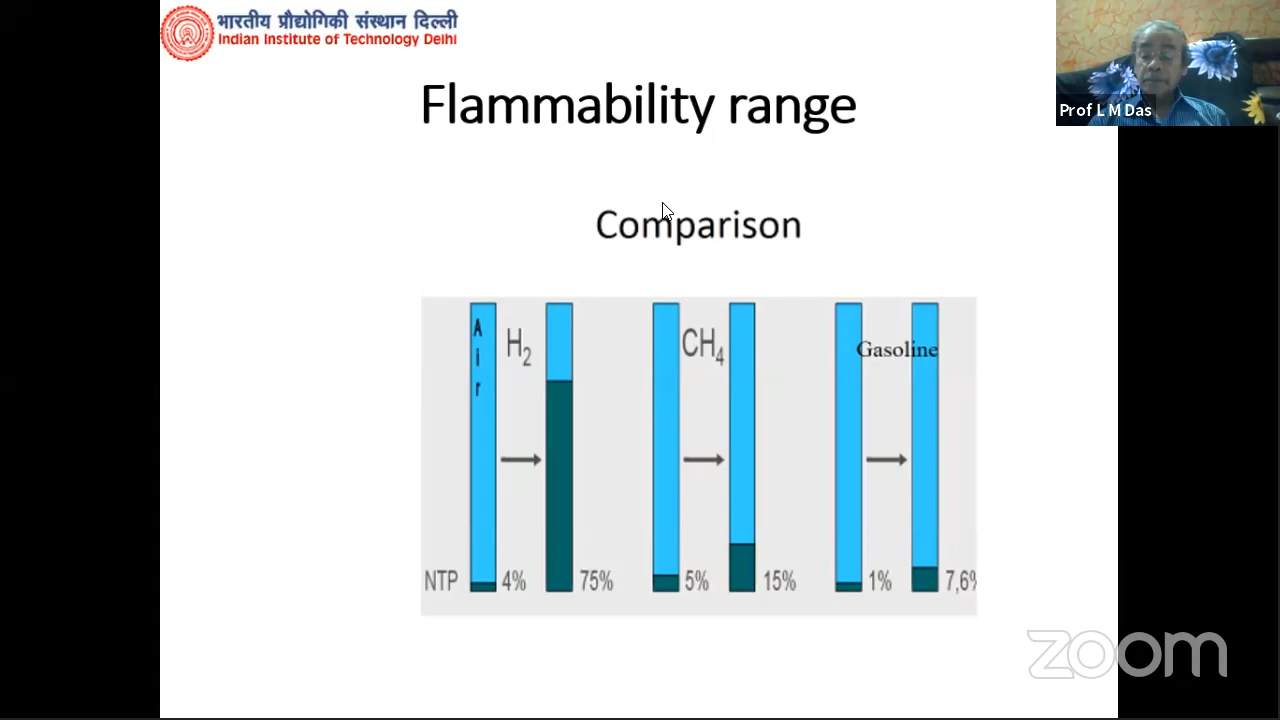 भारतीय प्रौद्योगिकी संस्थान दिल्ली
Indian Institute of Technology Delhi
Prof L M Das
Flammability range
Comparison
Air
H2
CH4
Gasoline
NTP 4% 75% 5% 15% 1% 7,6%
zoom